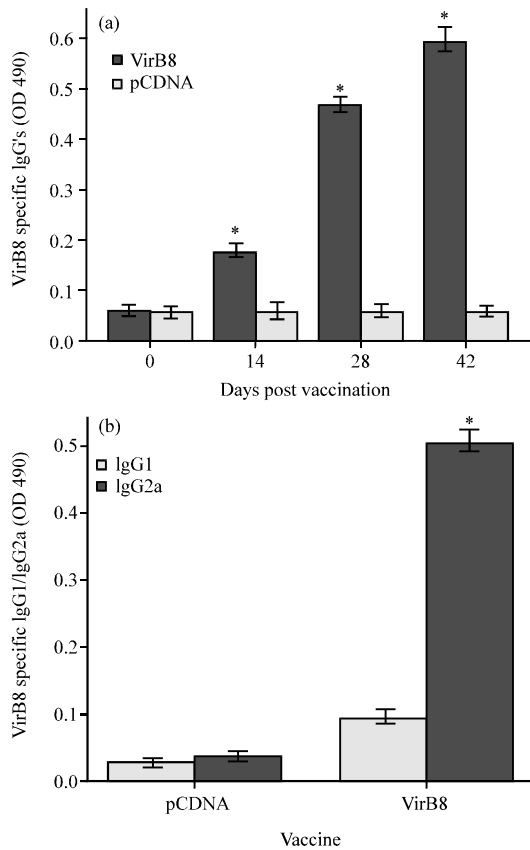 (a)
VirB8
pCDNA
VirB8 specific lgG's (OD 490)
0.6
0.5
0.4
0.3
0.2
0.1
0.0
*
*
*
0
14
28
42
Days post vaccination
(b)
lgG1
lgG2a
VirB8 specific lgG1/lgG2a (OD 490)
0.5
0.4
0.3
0.2
0.1
0.0
*
pCDNA
VirB8
Vaccine